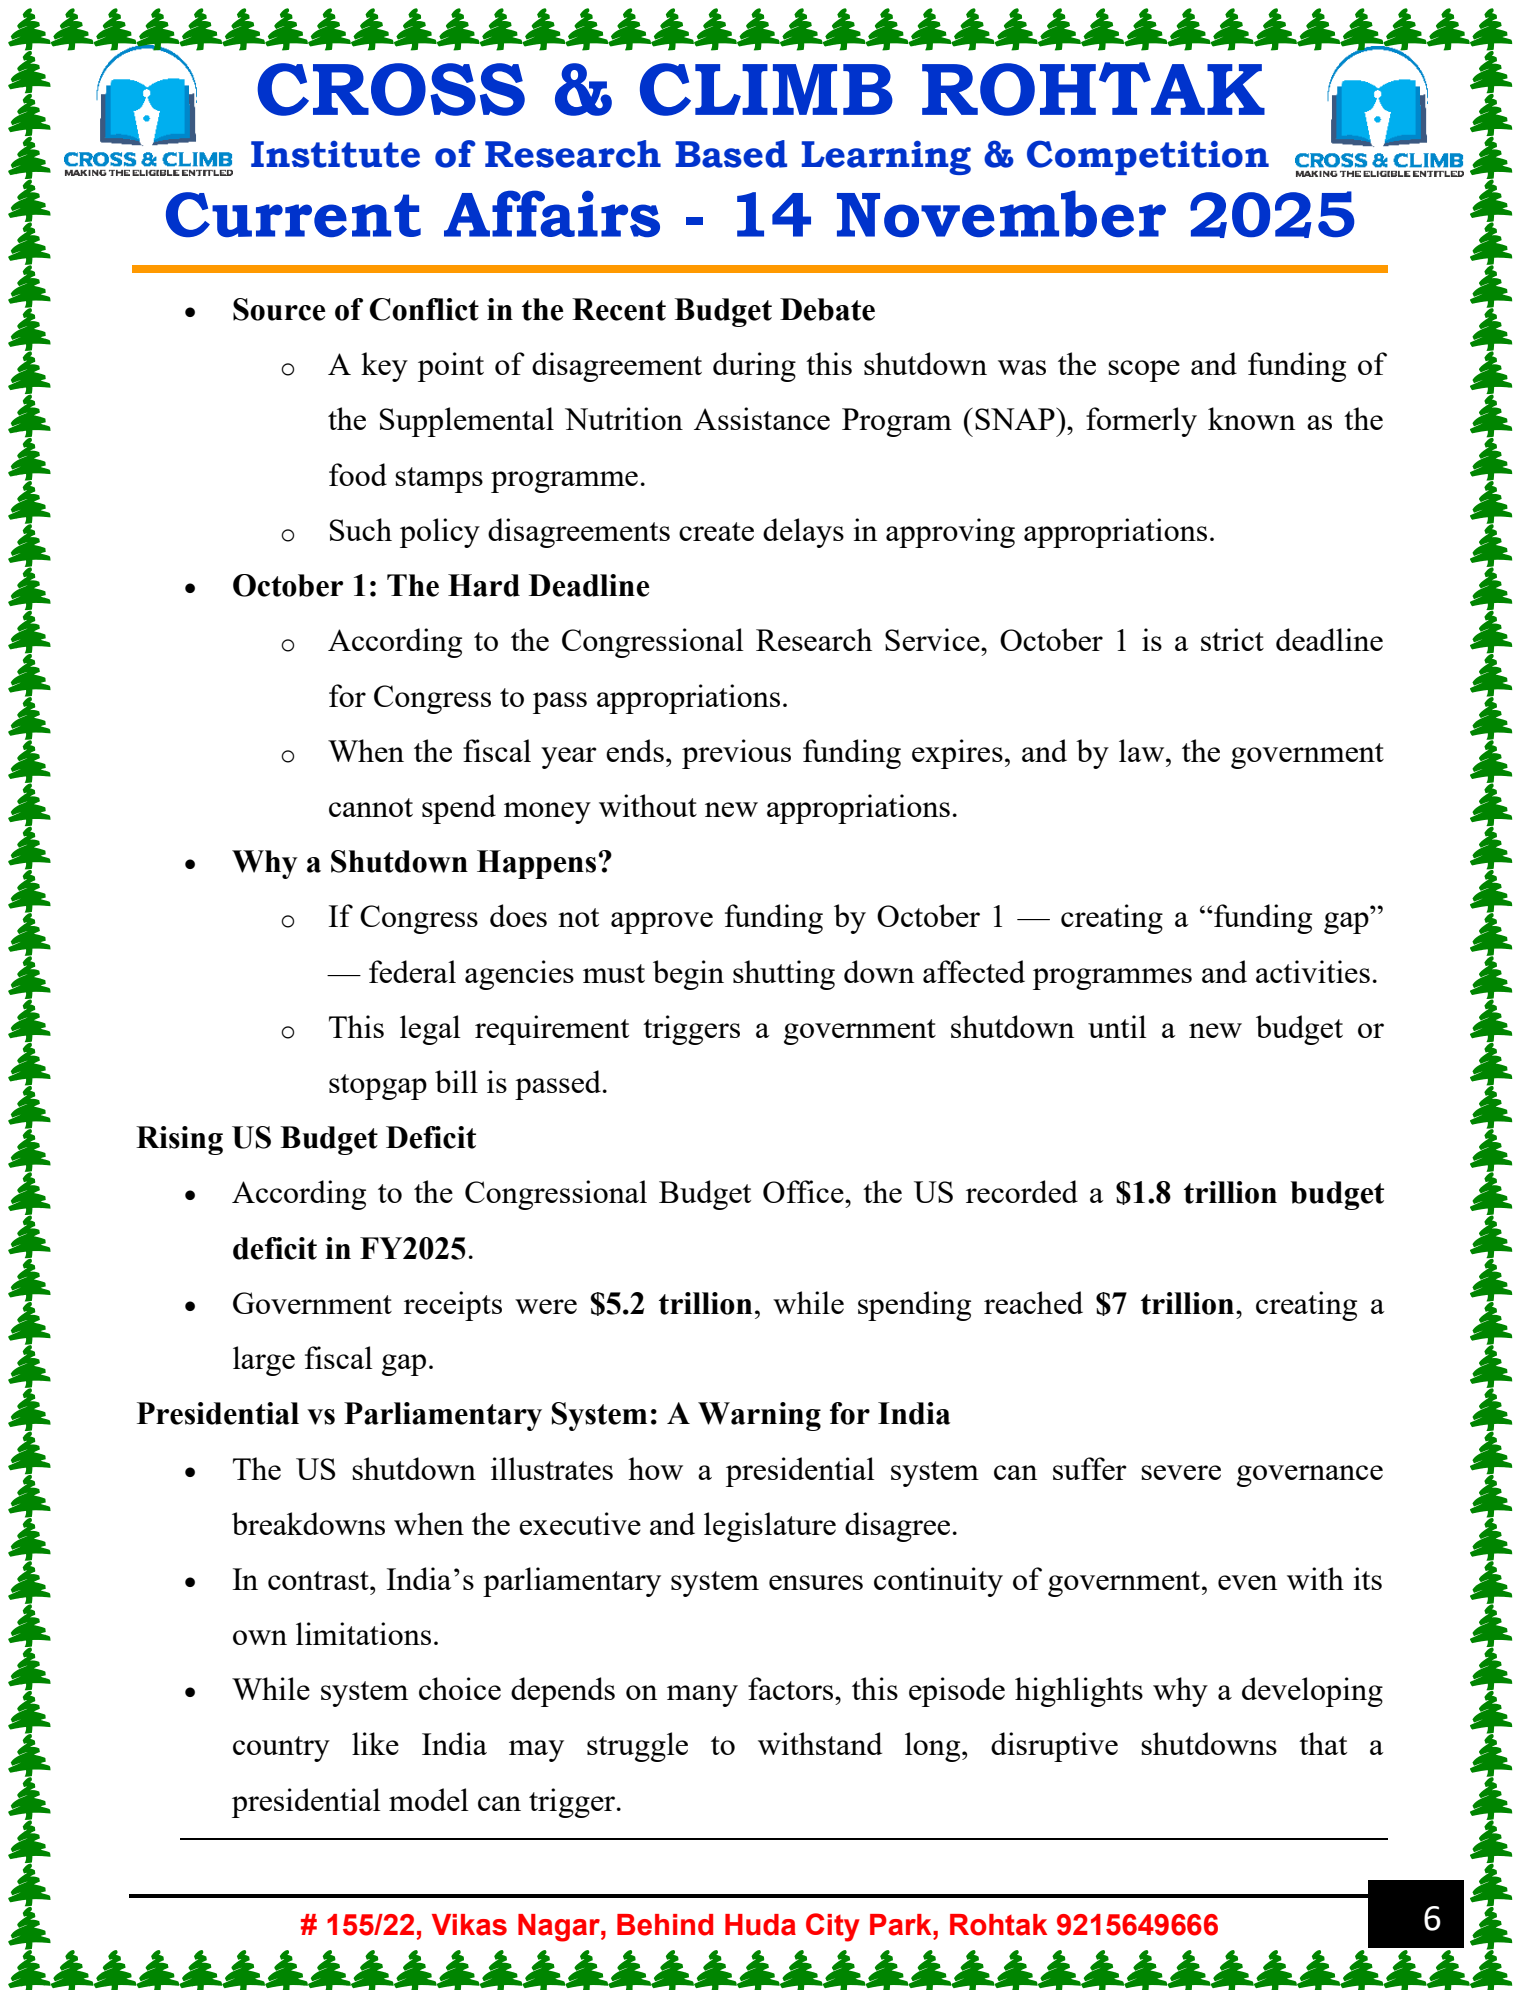 CROSS & CLIMB ROHTAK
CROSS & CLIMB
MAKING THE ELIGIBLE ENTITLED
Institute of Research Based Learning & Competition
CROSS & CLIMB
MAKING THE ELIGIBLE ENTITLED
Current Affairs - 14 November 2025
• Source of Conflict in the Recent Budget Debate
o A key point of disagreement during this shutdown was the scope and funding of
the Supplemental Nutrition Assistance Program (SNAP), formerly known as the
food stamps programme.
o Such policy disagreements create delays in approving appropriations.
• October 1: The Hard Deadline
o According to the Congressional Research Service, October 1 is a strict deadline
for Congress to pass appropriations.
o When the fiscal year ends, previous funding expires, and by law, the government
cannot spend money without new appropriations.
• Why a Shutdown Happens?
o If Congress does not approve funding by October 1 — creating a “funding gap”
— federal agencies must begin shutting down affected programmes and activities.
o This legal requirement triggers a government shutdown until a new budget or
stopgap bill is passed.
Rising US Budget Deficit
• According to the Congressional Budget Office, the US recorded a $1.8 trillion budget
deficit in FY2025.
• Government receipts were $5.2 trillion, while spending reached $7 trillion, creating a
large fiscal gap.
Presidential vs Parliamentary System: A Warning for India
• The US shutdown illustrates how a presidential system can suffer severe governance
breakdowns when the executive and legislature disagree.
• In contrast, India’s parliamentary system ensures continuity of government, even with its
own limitations.
• While system choice depends on many factors, this episode highlights why a developing
country like India may struggle to withstand long, disruptive shutdowns that a
presidential model can trigger.
# 155/22, Vikas Nagar, Behind Huda City Park, Rohtak 9215649666
6